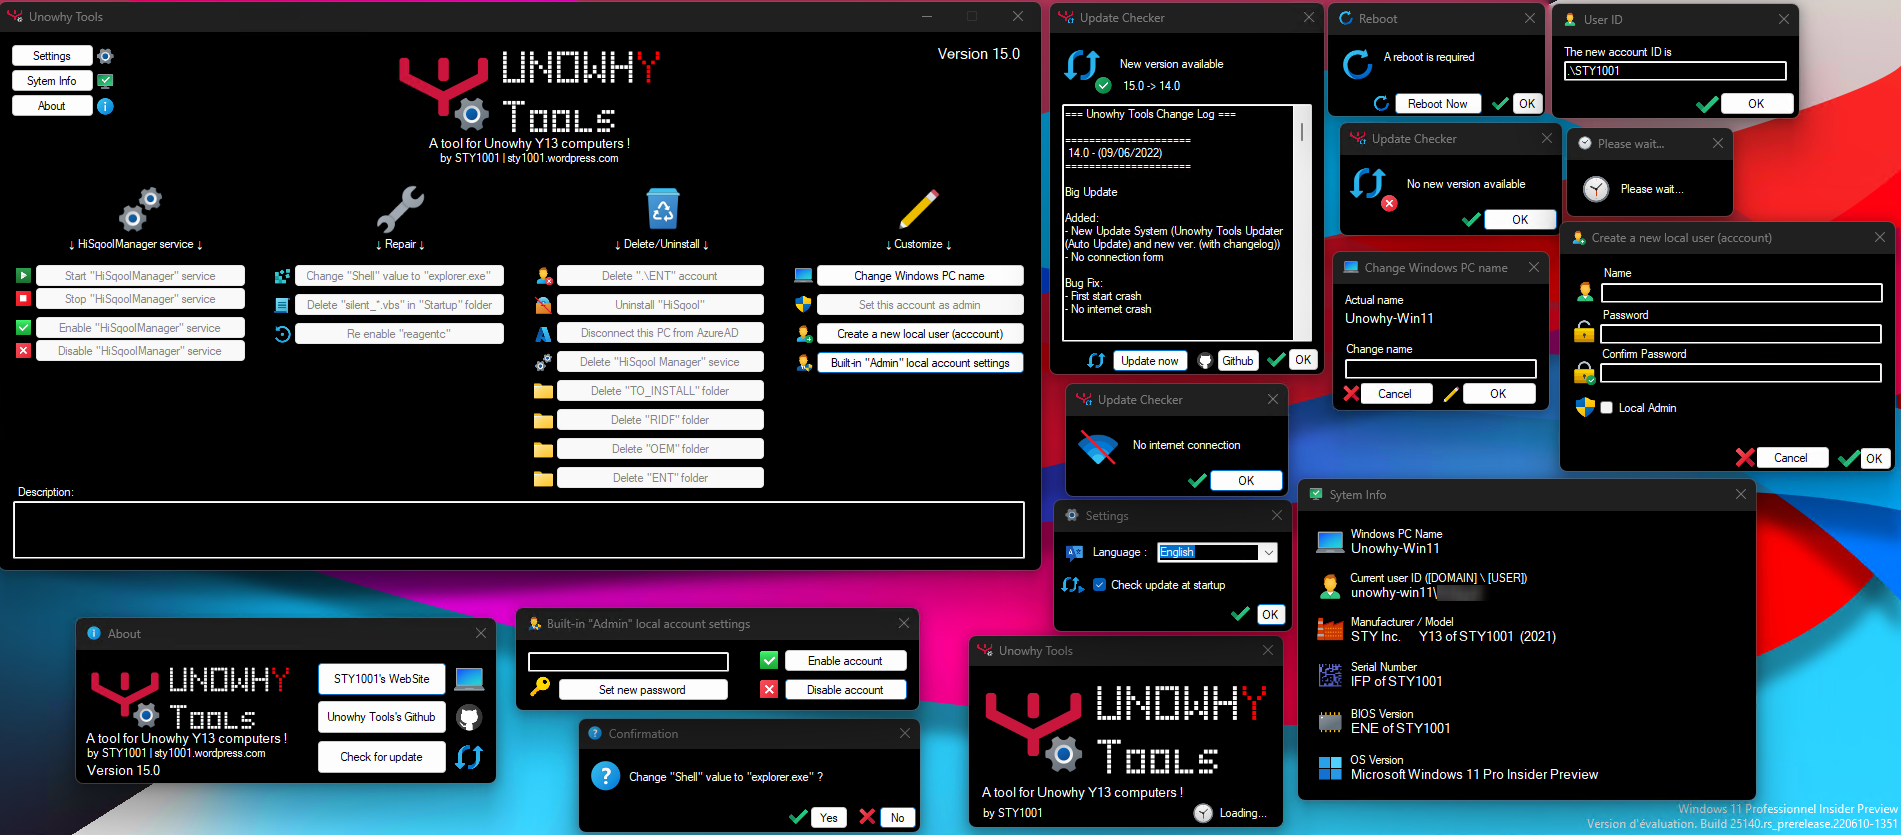 Unowhy Tools
Settings
Sytem Info
About
UNOWHY
Tools
Version 15.0
A tool for Unowhy Y13 computers !
by STY1001 | sty1001.wordpress.com
↓ HiSqoolManager service ↓
Start "HiSqoolManager" service
Stop "HiSqoolManager" service
Enable "HiSqoolManager" service
Disable "HiSqoolManager" service
↓ Repair ↓
Change "Shell" value to "explorer.exe"
Delete "silent_*.vbs" in "Startup" folder
Re enable "reagentc"
↓ Delete/Uninstall ↓
Delete ".\ENT" account
Uninstall "HiSqool"
Disconnect this PC from AzureAD
Delete "HiSqool Manager" sevice
Delete "TO_INSTALL" folder
Delete "RIDF" folder
Delete "OEM" folder
Delete "ENT" folder
↓ Customize ↓
Change Windows PC name
Set this account as admin
Create a new local user (acccount)
Built-in "Admin" local account settings
Description:
Update Checker
New version available
15.0 -> 14.0
=== Unowhy Tools Change Log ===
=====================
14.0 - (09/06/2022)
=====================
Big Update
Added:
- New Update System (Unowhy Tools Updater
(Auto Update) and new ver. (with changelog))
- No connection form
Bug Fix:
- First start crash
- No internet crash
Update now
Github
OK
Reboot
A reboot is required
Reboot Now
OK
User ID
The new account ID is
.\STY1001
OK
Update Checker
No new version available
OK
Please wait...
Please wait...
Change Windows PC name
Actual name
Unowhy-Win11
Change name
Cancel
OK
Create a new local user (acccount)
Name
Password
Confirm Password
Local Admin
Cancel
OK
Update Checker
No internet connection
OK
Settings
Language :
English
Check update at startup
OK
Sytem Info
Windows PC Name
Unowhy-Win11
Current user ID ([DOMAIN] \ [USER])
unowhy-win11\
Manufacturer / Model
STY Inc. Y13 of STY1001 (2021)
Serial Number
IFP of STY1001
BIOS Version
ENE of STY1001
OS Version
Microsoft Windows 11 Pro Insider Preview
About
UNOWHY
Tools
A tool for Unowhy Y13 computers !
by STY1001 | sty1001.wordpress.com
Version 15.0
STY1001's WebSite
Unowhy Tools's Github
Check for update
Built-in "Admin" local account settings
Set new password
Enable account
Disable account
Confirmation
Change "Shell" value to "explorer.exe" ?
Yes
No
Unowhy Tools
UNOWHY
Tools
A tool for Unowhy Y13 computers !
by STY1001
Loading...
Windows 11 Professionnel Insider Preview
Version d'évaluation. Build 25140.rs_prerelease.220610-1351